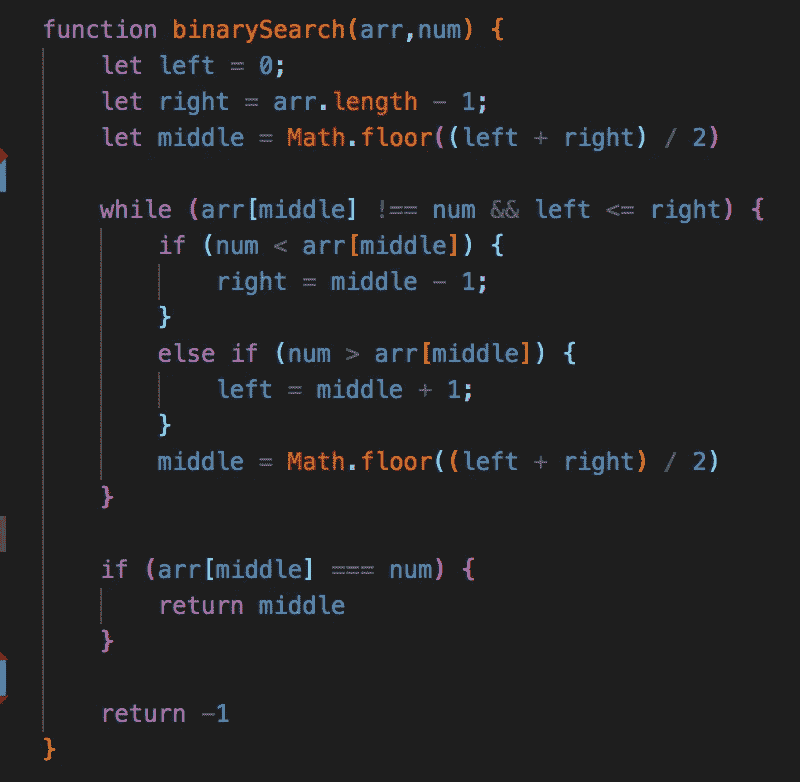 function binarySearch(arr,num) {
    let left = 0;
    let right = arr.length - 1;
    let middle = Math.floor((left + right) / 2)

    while (arr[middle] !== num && left <= right) {
        if (num < arr[middle]) {
            right = middle - 1;
        }
        else if (num > arr[middle]) {
            left = middle + 1;
        }
        middle = Math.floor((left + right) / 2)
    }

    if (arr[middle] === num) {
        return middle
    }

    return -1
}